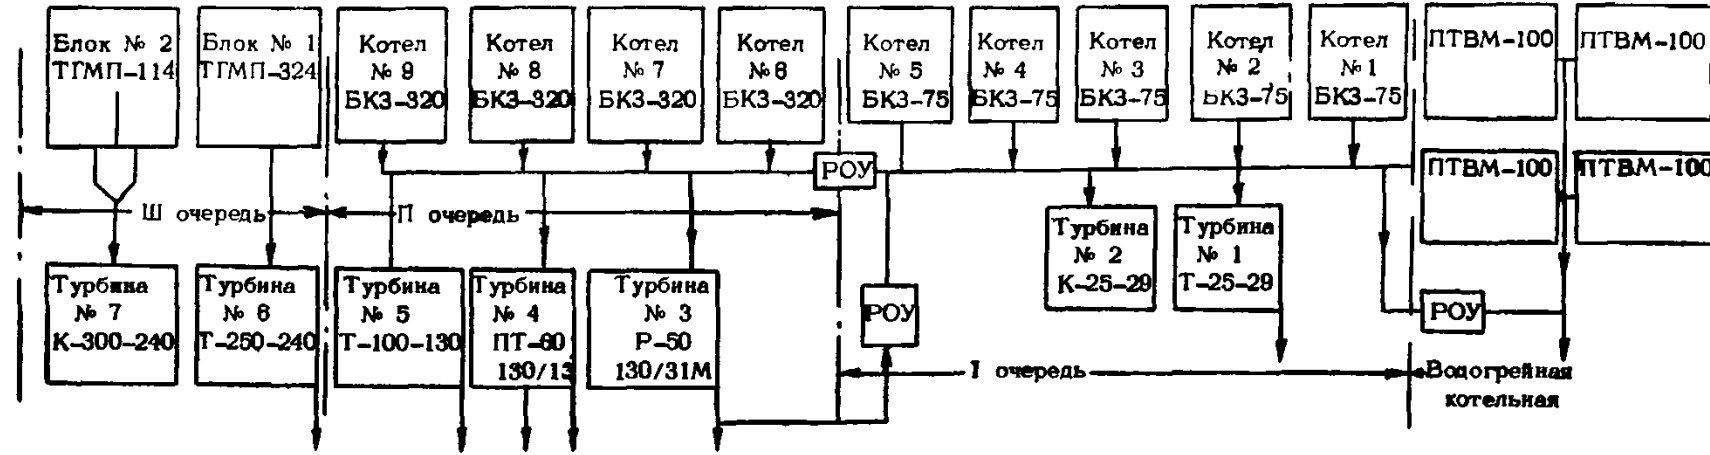 Блок № 2
ТГМП-114
Блок № 1
ТГМП-324
Котел
№ 9
БКЗ-320
Котел
№ 8
БКЗ-320
Котел
№ 7
БКЗ-320
Котел
№ 6
БКЗ-320
Котел
№ 5
БКЗ-75
Котел
№ 4
БКЗ-75
Котел
№ 3
БКЗ-75
Котел
№ 2
БКЗ-75
Котел
№ 1
БКЗ-75
ПТВМ-100
ПТВМ-100
РОУ
ПТВМ-100
ПТВМ-100
Ш очередь
П очередь
Турбина
№ 2
К-25-29
Турбина
№ 1
Т-25-29
Турбина
№ 7
К-300-240
Турбина
№ 6
Т-250-240
Турбина
№ 5
Т-100-130
Турбина
№ 4
ПТ-60
130/13
Турбина
№ 3
Р-50
130/31М
РОУ
РОУ
I очередь
Водогрейная
котельная